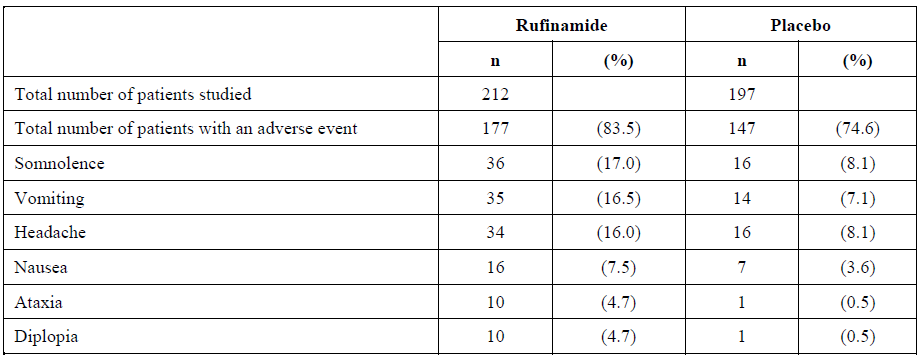 Rufinamide Placebo
n (%) n (%)
Total number of patients studied 212 197
Total number of patients with an adverse event 177 (83.5) 147 (74.6)
Somnolence 36 (17.0) 16 (8.1)
Vomiting 35 (16.5) 14 (7.1)
Headache 34 (16.0) 16 (8.1)
Nausea 16 (7.5) 7 (3.6)
Ataxia 10 (4.7) 1 (0.5)
Diplopia 10 (4.7) 1 (0.5)